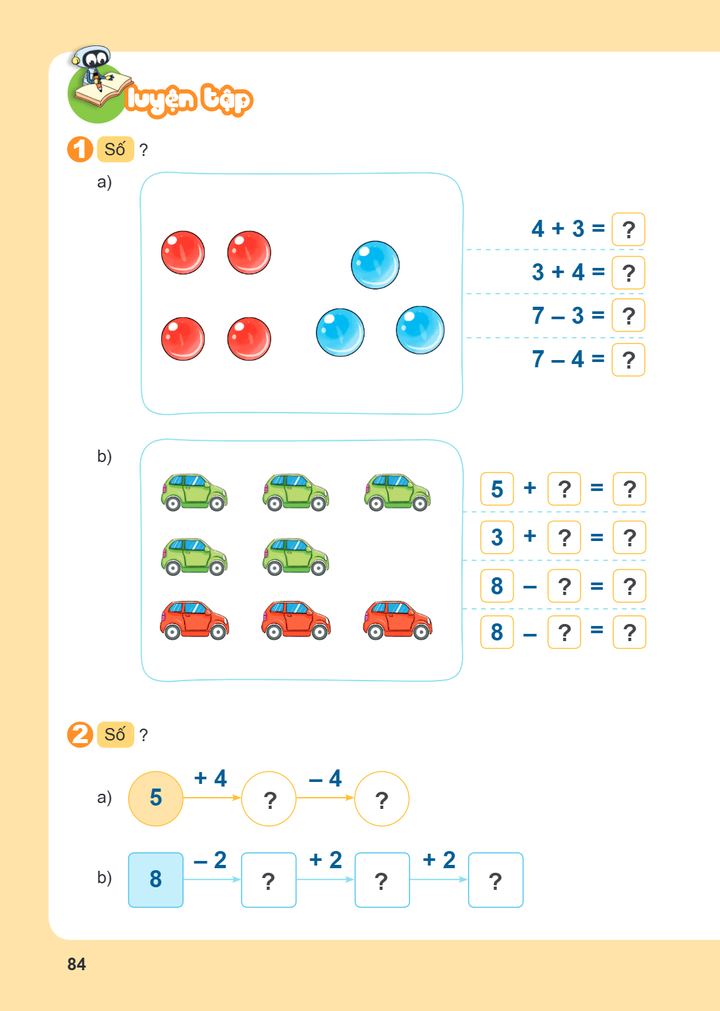 luyện tập
1 Số ?
a)
4 + 3 = ?
3 + 4 = ?
7 – 3 = ?
7 – 4 = ?
b)
5 + ? = ?
3 + ? = ?
8 – ? = ?
8 – ? = ?
2 Số ?
a) 5 + 4 ? – 4 ?
b) 8 – 2 ? + 2 ? + 2 ?
84